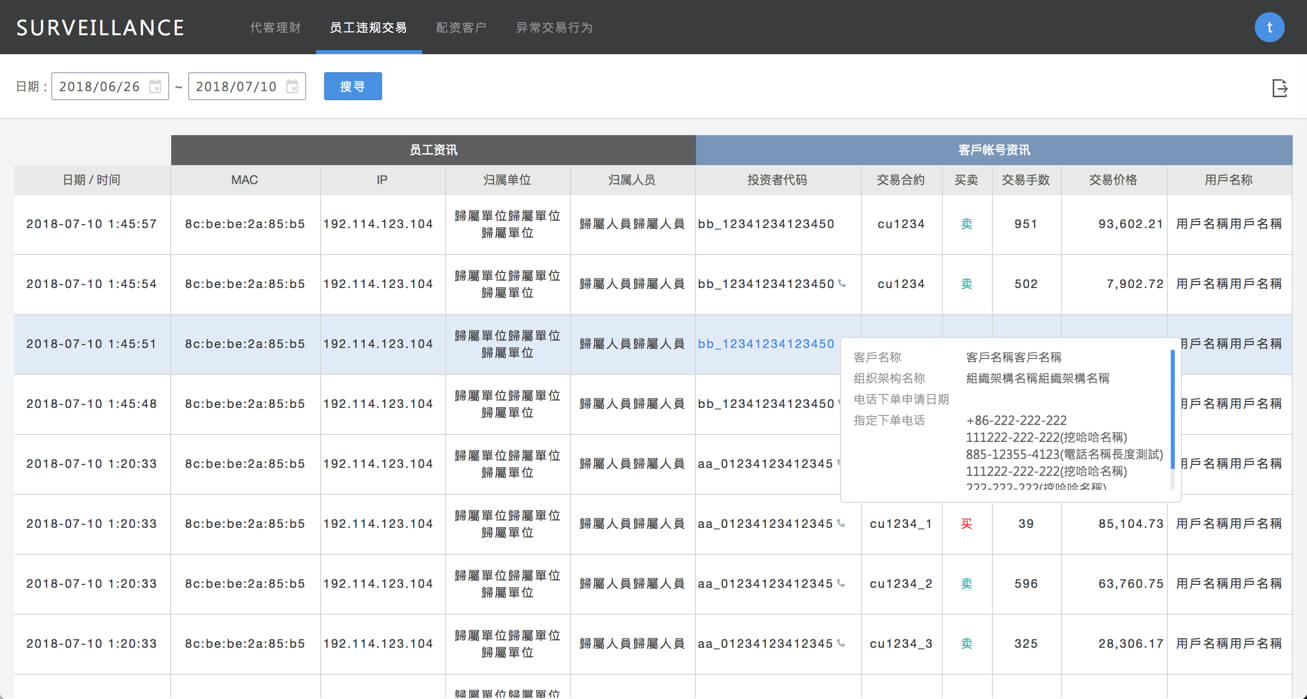 SURVEILLANCE 代客理财 员工违规交易 配资客户 异常交易行为 t
日期：2018/06/26 ~ 2018/07/10 搜寻
员工资讯 客戶帐号资讯
日期 / 时间 MAC IP 归属单位 归属人员 投资者代码 交易合約 买卖 交易手数 交易价格 用戶名称
2018-07-10 1:45:57 8c:be:be:2a:85:b5 192.114.123.104 歸屬單位歸屬單位 歸屬人員歸屬人員 bb_12341234123450 cu1234 卖 951 93,602.21 用戶名稱用戶名稱
歸屬單位
2018-07-10 1:45:54 8c:be:be:2a:85:b5 192.114.123.104 歸屬單位歸屬單位 歸屬人員歸屬人員 bb_12341234123450 cu1234 卖 502 7,902.72 用戶名稱用戶名稱
歸屬單位
2018-07-10 1:45:51 8c:be:be:2a:85:b5 192.114.123.104 歸屬單位歸屬單位 歸屬人員歸屬人員 bb_12341234123450 用戶名稱用戶名稱
歸屬單位
客戶名称 客戶名稱客戶名稱
组织架构名称 組織架構名稱組織架構名稱
电话下单申请日期
指定下单电话 +86-222-222-222
111222-222-222(挖哈哈名稱)
885-12355-4123(電話名稱長度測試)
111222-222-222(挖哈哈名稱)
222-222-222(挖哈哈名稱)
2018-07-10 1:45:48 8c:be:be:2a:85:b5 192.114.123.104 歸屬單位歸屬單位 歸屬人員歸屬人員 bb_12341234123450 用戶名稱用戶名稱
歸屬單位
2018-07-10 1:20:33 8c:be:be:2a:85:b5 192.114.123.104 歸屬單位歸屬單位 歸屬人員歸屬人員 aa_01234123412345 用戶名稱用戶名稱
歸屬單位
2018-07-10 1:20:33 8c:be:be:2a:85:b5 192.114.123.104 歸屬單位歸屬單位 歸屬人員歸屬人員 aa_01234123412345 cu1234_1 买 39 85,104.73 用戶名稱用戶名稱
歸屬單位
2018-07-10 1:20:33 8c:be:be:2a:85:b5 192.114.123.104 歸屬單位歸屬單位 歸屬人員歸屬人員 aa_01234123412345 cu1234_2 卖 596 63,760.75 用戶名稱用戶名稱
歸屬單位
2018-07-10 1:20:33 8c:be:be:2a:85:b5 192.114.123.104 歸屬單位歸屬單位 歸屬人員歸屬人員 aa_01234123412345 cu1234_3 卖 325 28,306.17 用戶名稱用戶名稱
歸屬單位
歸屬單位歸屬單位